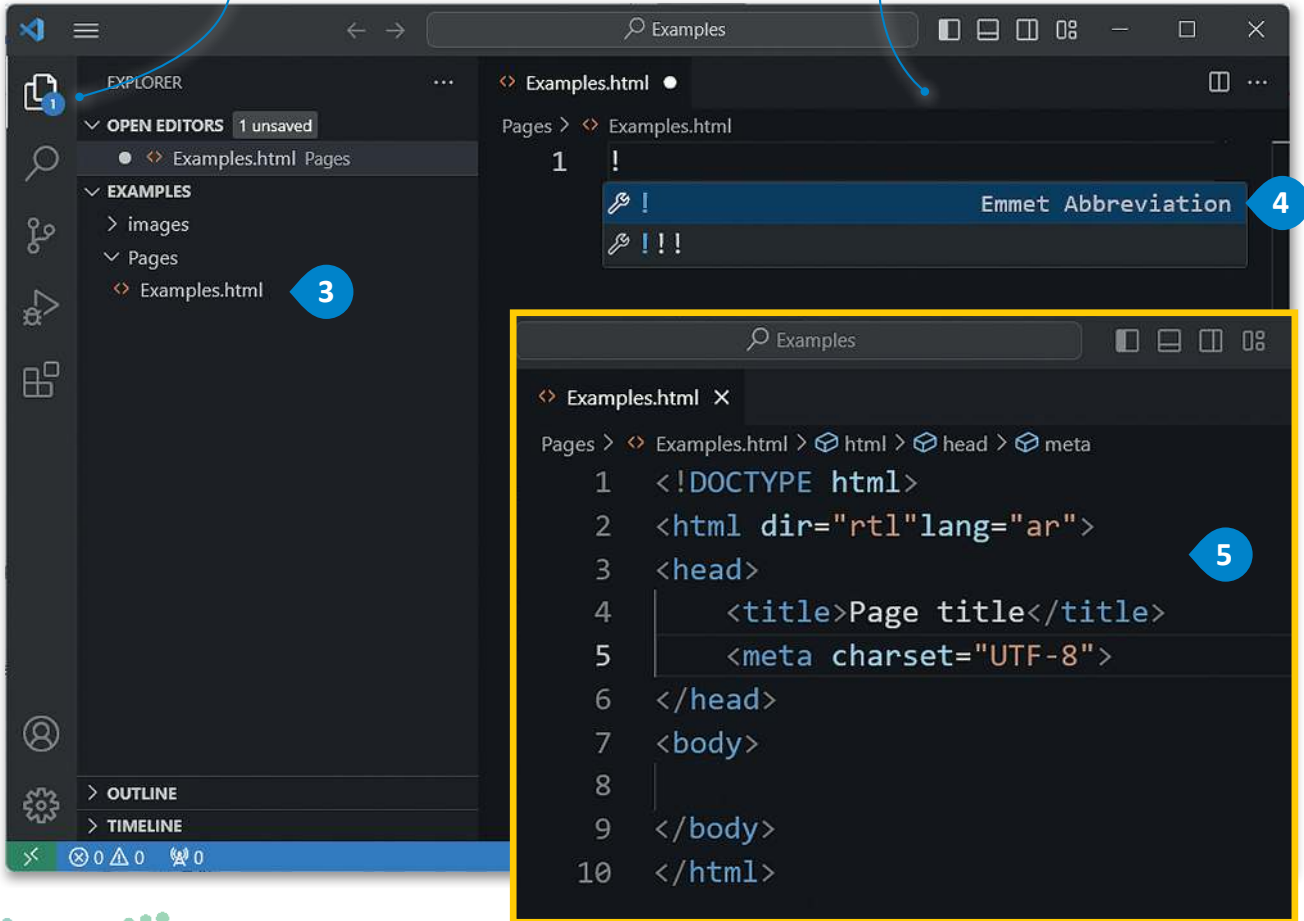 Examples
EXPLORER
Examples.html
1
OPEN EDITORS 1 unsaved
Examples.html Pages
EXAMPLES
images
Pages
Examples.html
3
OUTLINE
TIMELINE
0 0 0
Pages > Examples.html
1 !
! Emmet Abbreviation
4
!!!
Examples
Examples.html
Pages > Examples.html > html > head > meta
1 <!DOCTYPE html>
2 <html dir="rtl"lang="ar">
5
3 <head>
4 <title>Page title</title>
5 <meta charset="UTF-8">
6 </head>
7 <body>
8
9 </body>
10 </html>